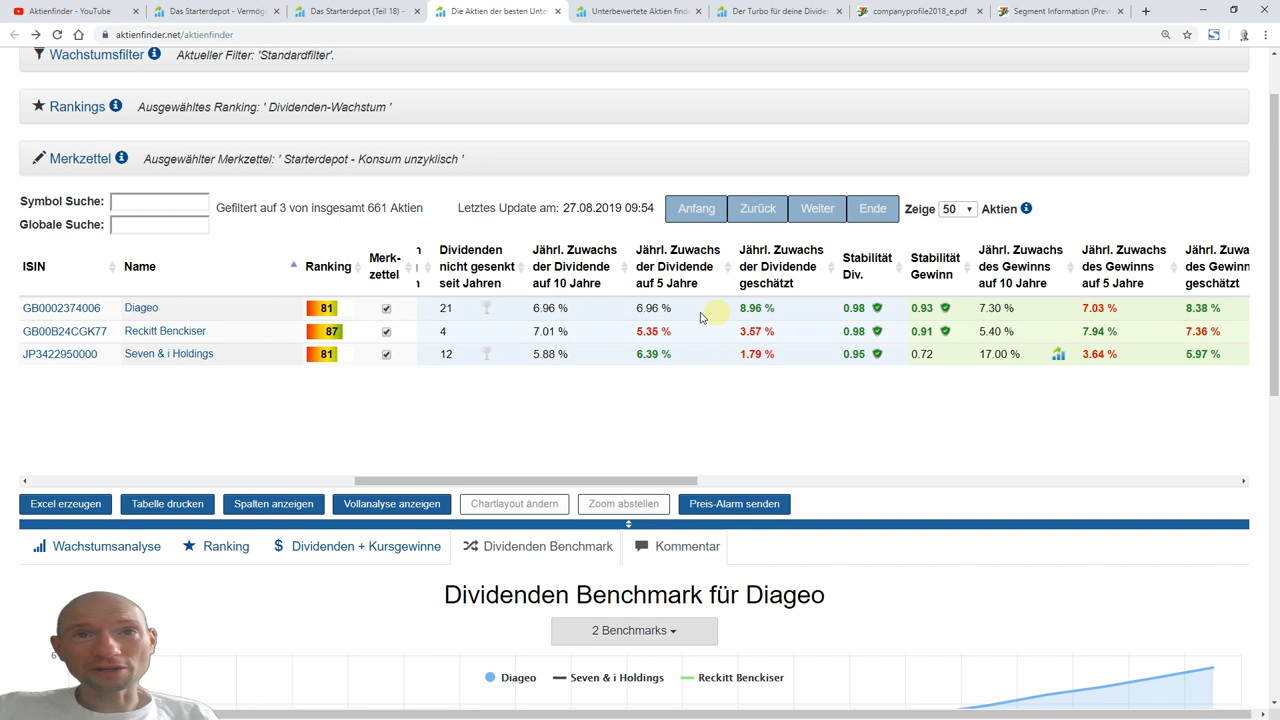 Aktienfinder - YouTube
Das Starterdepot - Vermög
Das Starterdepot (Teil 18) –
Die Aktien der besten Unte
Unterbewertete Aktien find
Der Turbo für deine Divider
companyprofile2018_e.pdf
Segment Information (Prev
aktienfinder.net/aktienfinder
Wachstumsfilter Aktueller Filter: 'Standardfilter'.
Rankings Ausgewähltes Ranking: ' Dividenden-Wachstum '
Merkzettel Ausgewählter Merkzettel: ' Starterdepot - Konsum unzyklisch '
Symbol Suche:
Globale Suche:
Gefiltert auf 3 von insgesamt 661 Aktien
Letztes Update am: 27.08.2019 09:54
Anfang Zurück Weiter Ende
Zeige 50 Aktien
ISIN
Name
Ranking
Merk-
zettel
Dividenden
nicht gesenkt
seit Jahren
Jährl. Zuwachs
der Dividende
auf 10 Jahre
Jährl. Zuwachs
der Dividende
auf 5 Jahre
Jährl. Zuwachs
der Dividende
geschätzt
Stabilität
Div.
Stabilität
Gewinn
Jährl. Zuwachs
des Gewinns
auf 10 Jahre
Jährl. Zuwachs
des Gewinns
auf 5 Jahre
Jährl. Zuwa
des Gewinn
geschätzt
GB0002374006 Diageo 81 21 6.96 % 6.96 % 8.96 % 0.98 0.93 7.30 % 7.03 % 8.38 %
GB00B24CGK77 Reckitt Benckiser 87 4 7.01 % 5.35 % 3.57 % 0.98 0.91 5.40 % 7.94 % 7.36 %
JP3422950000 Seven & i Holdings 81 12 5.88 % 6.39 % 1.79 % 0.95 0.72 17.00 % 3.64 % 5.97 %
Excel erzeugen Tabelle drucken Spalten anzeigen Vollanalyse anzeigen Chartlayout ändern Zoom abstellen Preis-Alarm senden
Wachstumsanalyse Ranking Dividenden + Kursgewinne Dividenden Benchmark Kommentar
Dividenden Benchmark für Diageo
2 Benchmarks
6
Diageo Seven & i Holdings Reckitt Benckiser